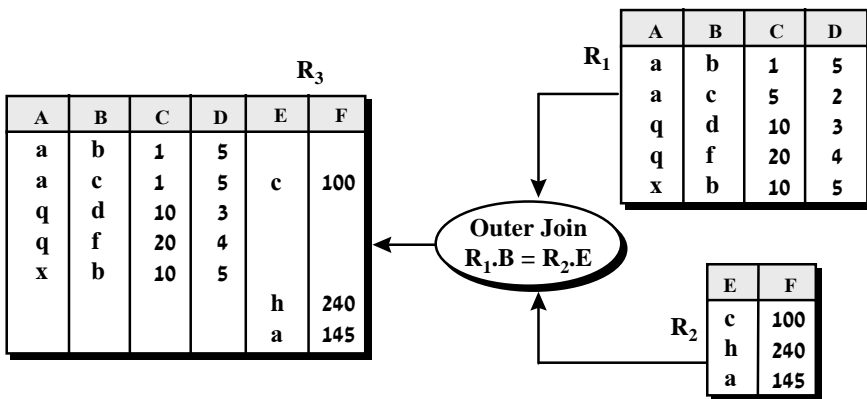 R₁
A B C D
a b 1 5
a c 5 2
q d 10 3
q f 20 4
x b 10 5
R₃
A B C D E F
a b 1 5
a c 1 5 c 100
q d 10 3
q f 20 4
x b 10 5
h 240
a 145
Outer Join
R₁.B = R₂.E
R₂
E F
c 100
h 240
a 145